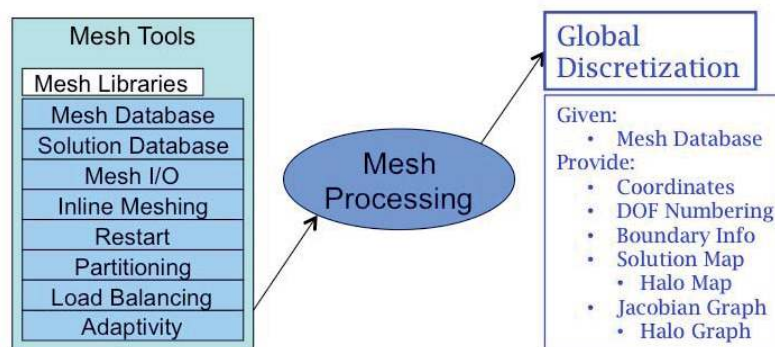 Mesh Tools
Mesh Libraries
Mesh Database
Solution Database
Mesh I/O
Inline Meshing
Restart
Partitioning
Load Balancing
Adaptivity
Mesh
Processing
Global
Discretization
Given:
• Mesh Database
Provide:
• Coordinates
• DOF Numbering
• Boundary Info
• Solution Map
• Halo Map
• Jacobian Graph
• Halo Graph